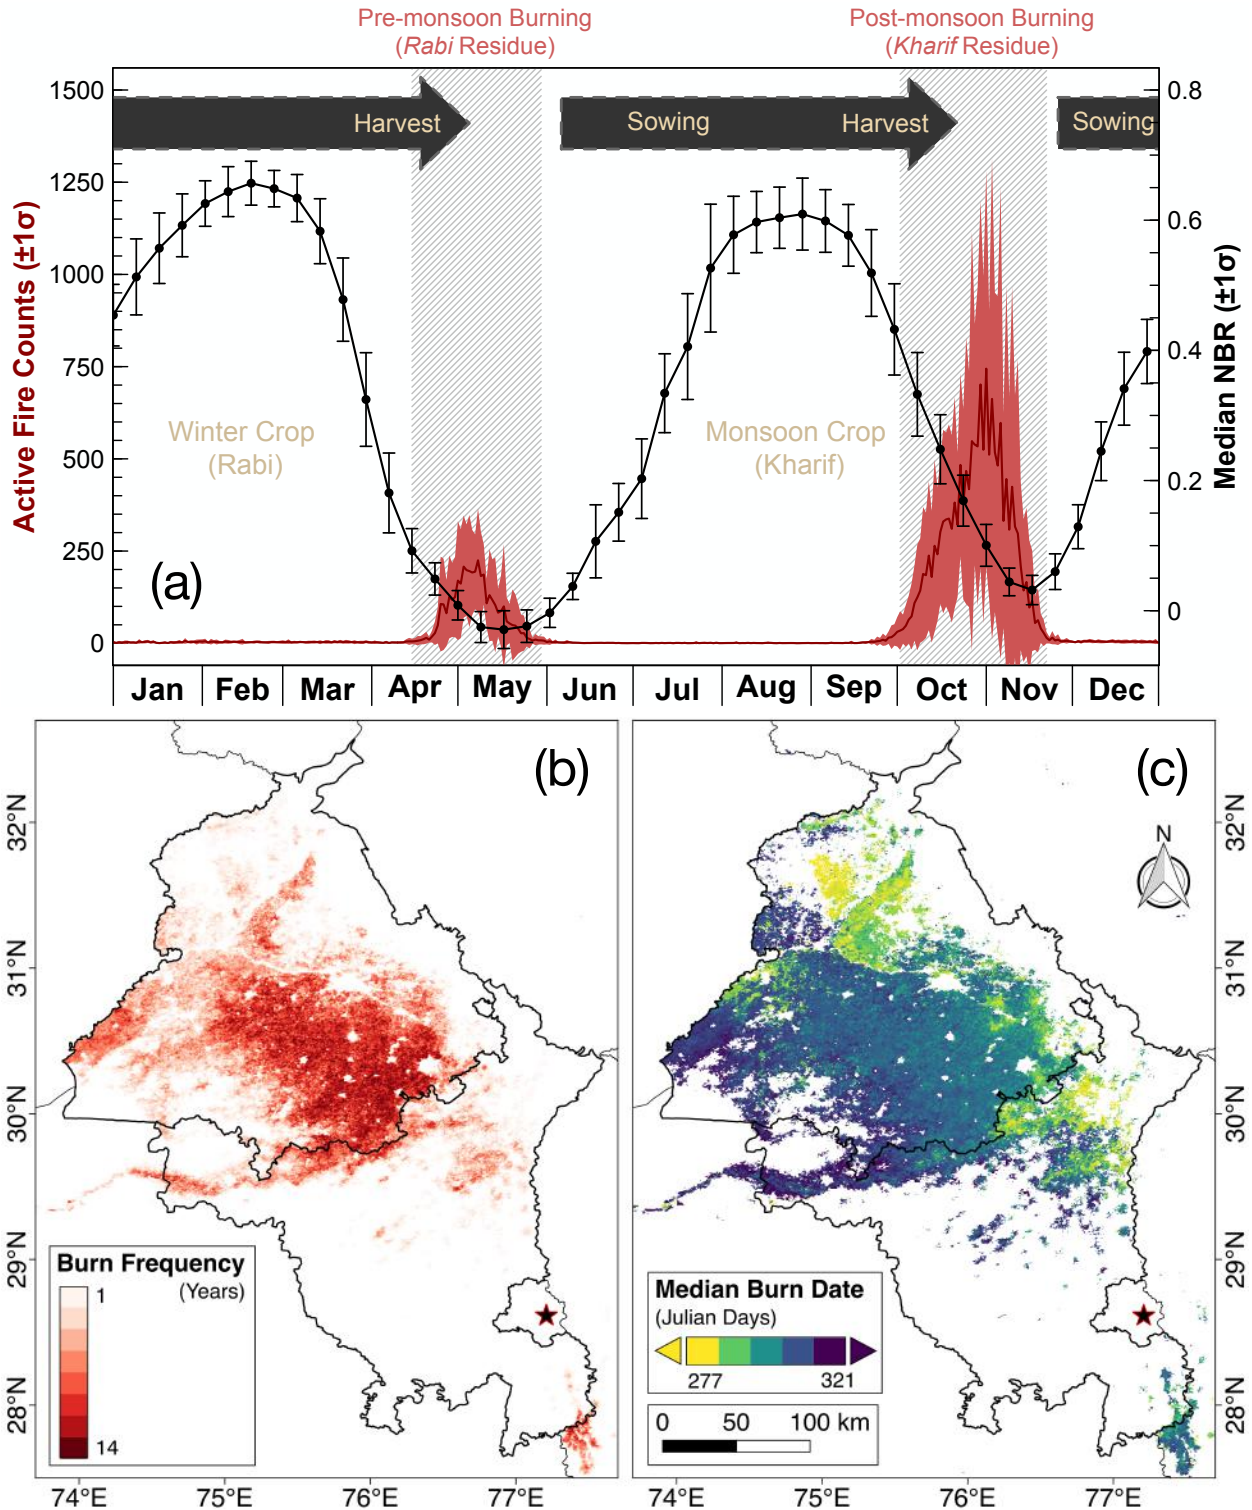 Pre-monsoon Burning
(Rabi Residue)
Post-monsoon Burning
(Kharif Residue)
1500
1250
1000
750
500
250
0
Active Fire Counts (±1σ)
0.8
0.6
0.4
0.2
0
Median NBR (±1σ)
Harvest
Sowing
Harvest
Sowing
Winter Crop
(Rabi)
Monsoon Crop
(Kharif)
(a)
Jan Feb Mar Apr May Jun Jul Aug Sep Oct Nov Dec
(b)
32°N
31°N
30°N
29°N
28°N
Burn Frequency
(Years)
1
14
74°E 75°E 76°E 77°E
(c)
N
32°N
31°N
30°N
29°N
28°N
Median Burn Date
(Julian Days)
277 321
0 50 100 km
74°E 75°E 76°E 77°E